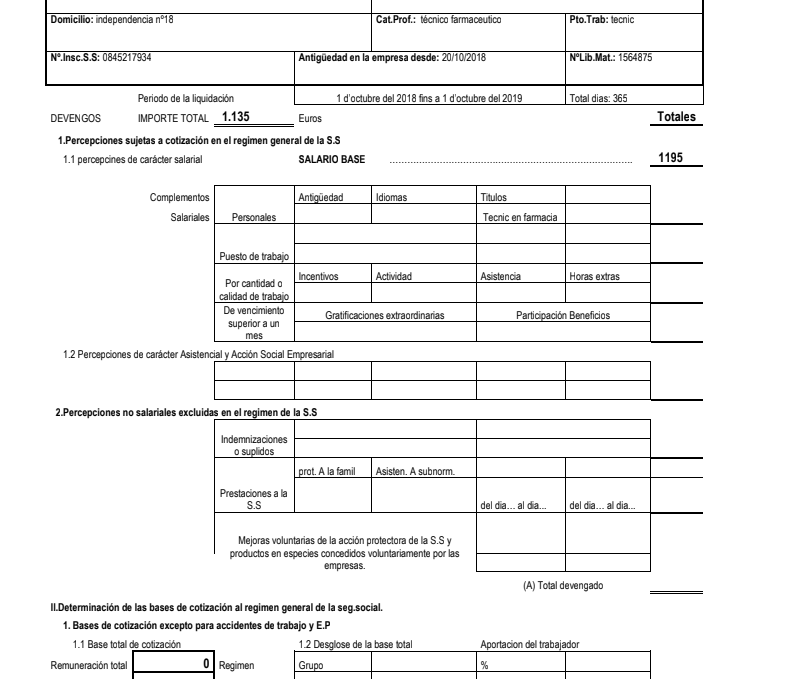 Domicilio: independencia nº18 Cat.Prof.: técnico farmaceutico Pto.Trab: tecnic
Nº.Insc.S.S: 0845217934 Antigüedad en la empresa desde: 20/10/2018 NºLib.Mat.: 1564875
Periodo de la liquidación 1 d'octubre del 2018 fins a 1 d'octubre del 2019 Total dias: 365
DEVENGOS IMPORTE TOTAL 1.135 Euros Totales
1.Percepciones sujetas a cotización en el regimen general de la S.S
1.1 percepcines de carácter salarial SALARIO BASE ................................................................................ 1195
Complementos Antigüedad Idiomas Titulos
Salariales Personales Tecnic en farmacia
Puesto de trabajo
Incentivos Actividad Asistencia Horas extras
Por cantidad o
calidad de trabajo
De vencimiento
superior a un
mes
Gratificaciones extraordinarias Participación Beneficios
1.2 Percepciones de carácter Asistencial y Acción Social Empresarial
2.Percepciones no salariales excluidas en el regimen de la S.S
Indemnizaciones
o suplidos
prot. A la famil Asisten. A subnorm.
Prestaciones a la
S.S
del dia... al dia... del dia... al dia...
Mejoras voluntarias de la acción protectora de la S.S y
productos en especies concedidos voluntariamente por las
empresas.
(A) Total devengado
II.Determinación de las bases de cotización al regimen general de la seg.social.
1. Bases de cotización excepto para accidentes de trabajo y E.P
1.1 Base total de cotización 1.2 Desglose de la base total Aportacion del trabajador
Remuneración total 0 Regimen Grupo %